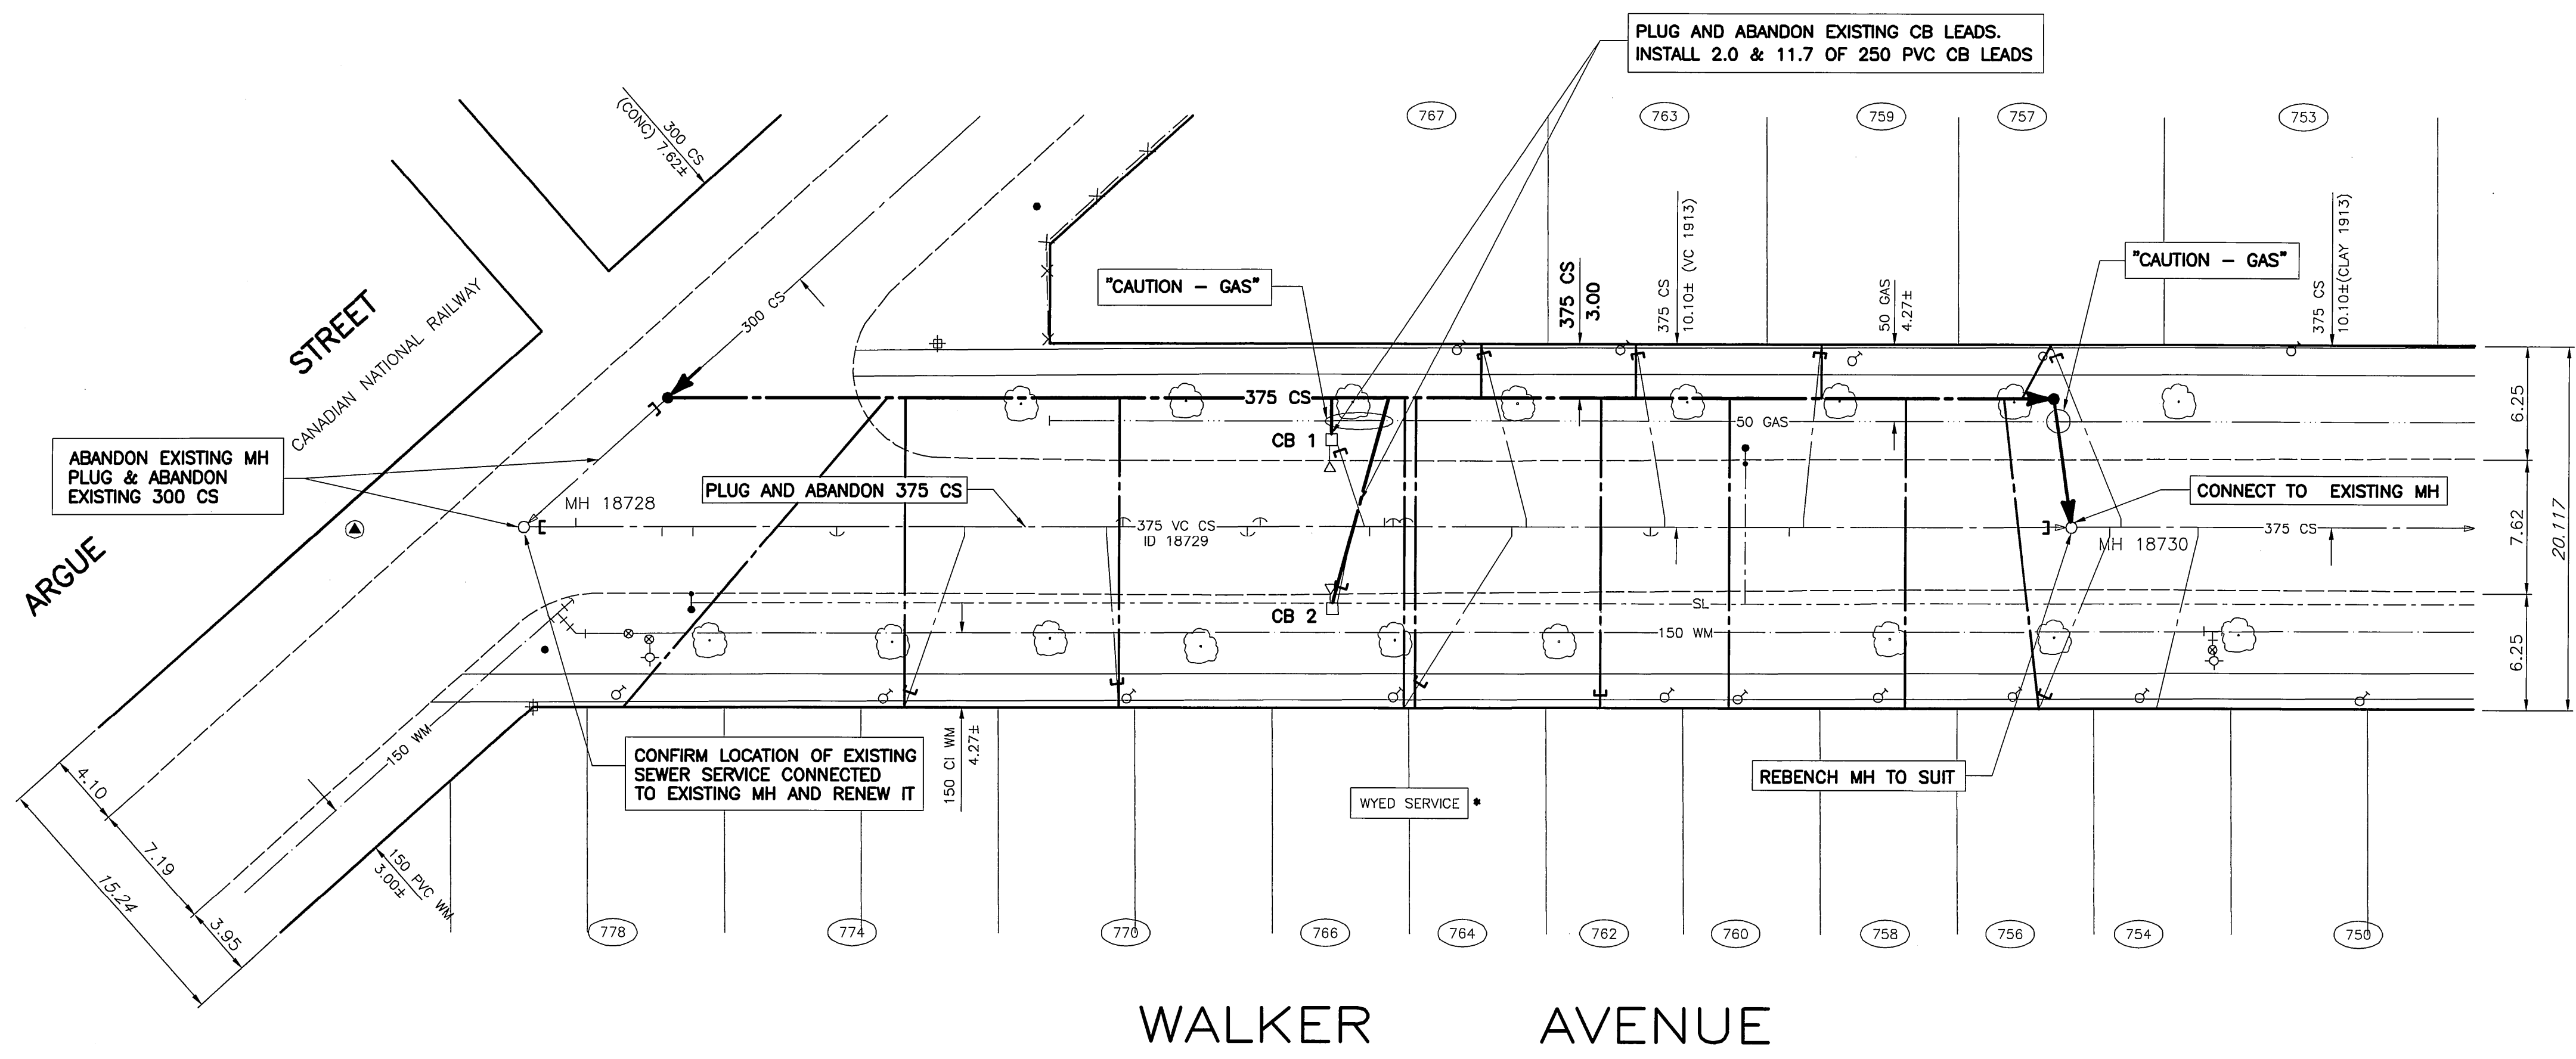 PLUG AND ABANDON EXISTING CB LEADS.
INSTALL 2.0 & 11.7 OF 250 PVC CB LEADS
300 CS
(CONC) 7.62±
767
763
759
757
753
375 CS
3.00
375 CS
10.10± (VC 1913)
50 GAS
4.27±
375 CS
10.10±(CLAY 1913)
"CAUTION - GAS"
"CAUTION - GAS"
STREET
CANADIAN NATIONAL RAILWAY
ARGUE
300 CS
375 CS
50 GAS
CB 1
ABANDON EXISTING MH
PLUG & ABANDON
EXISTING 300 CS
MH 18728
PLUG AND ABANDON 375 CS
375 VC CS
ID 18729
CONNECT TO EXISTING MH
375 CS
MH 18730
6.25
7.62
20.117
6.25
CB 2
SL
150 WM
150 WM
CONFIRM LOCATION OF EXISTING
SEWER SERVICE CONNECTED
TO EXISTING MH AND RENEW IT
150 CI WM
4.27±
WYED SERVICE *
REBENCH MH TO SUIT
4.10
7.19
15.24
3.95
150 PVC WM
3.00±
778
774
770
766
764
762
760
758
756
754
750
WALKER AVENUE